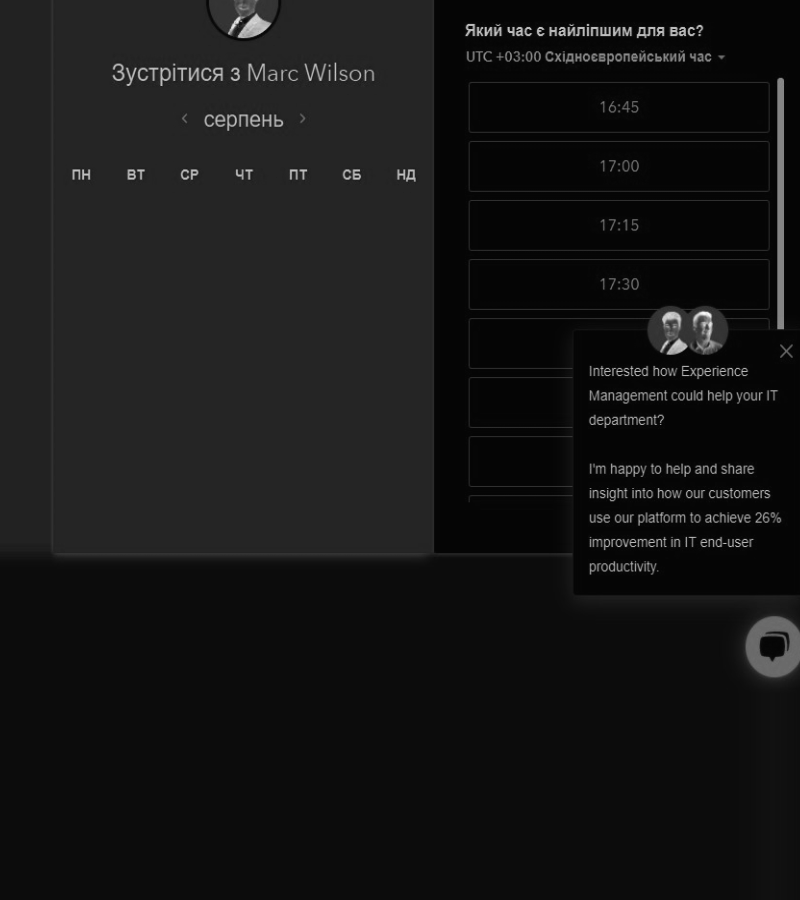 Зустрітися з Marc Wilson
серпень
ПН ВТ СР ЧТ ПТ СБ НД
Який час є найліпшим для вас?
UTC +03:00 Східноєвропейський час
16:45
17:00
17:15
17:30
Interested how Experience
Management could help your IT
department?
I'm happy to help and share
insight into how our customers
use our platform to achieve 26%
improvement in IT end-user
productivity.